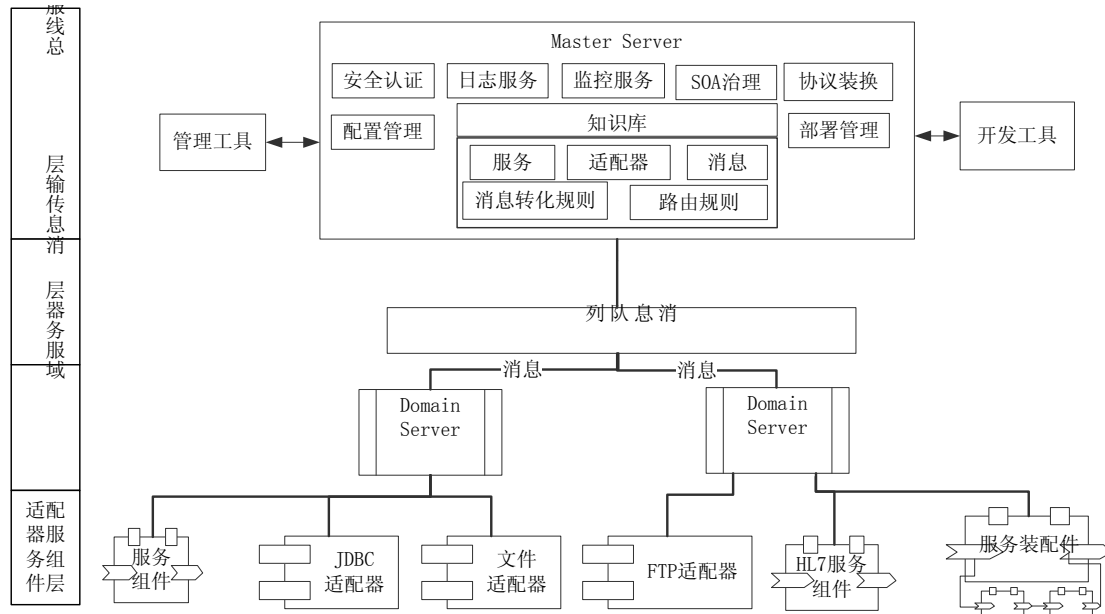 线
总
Master Server
安全认证
日志服务
监控服务
SOA治理
协议装换
管理工具
配置管理
知识库
部署管理
开发工具
服务
适配器
消息
消息转化规则
路由规则
层
输
传
息
消
列队息消
层
器
务
服
域
消息
消息
Domain
Server
Domain
Server
适配
器服
务组
件层
服务
组件
JDBC
适配器
文件
适配器
FTP适配器
HL7服务
组件
服务装配件